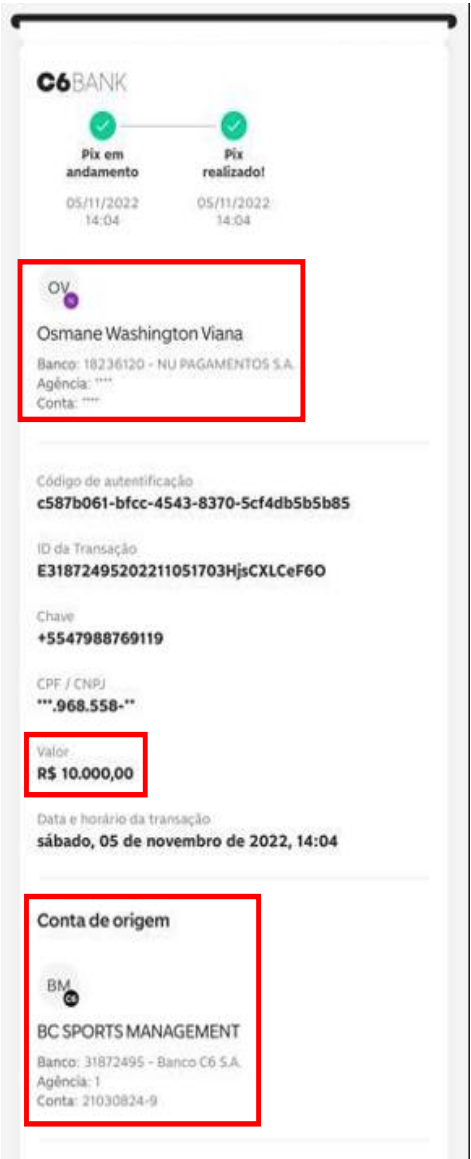 C6BANK
Pix em andamento
Pix realizado!
05/11/2022 14:04
05/11/2022 14:04
OV
Osmane Washington Viana
Banco: 18236120 - NU PAGAMENTOS S.A.
Agência: ****
Conta: ****
Código de autentificação
c587b061-bfcc-4543-8370-5cf4db5b5b85
ID da Transação
E31872495202211051703HjsCXLCeF6O
Chave
+5547988769119
CPF / CNPJ
***.968.558-**
Valor
R$ 10.000,00
Data e horário da transação
sábado, 05 de novembro de 2022, 14:04
Conta de origem
BM
C6
BC SPORTS MANAGEMENT
Banco: 31872495 - Banco C6 S.A.
Agência: 1
Conta: 21030824-9